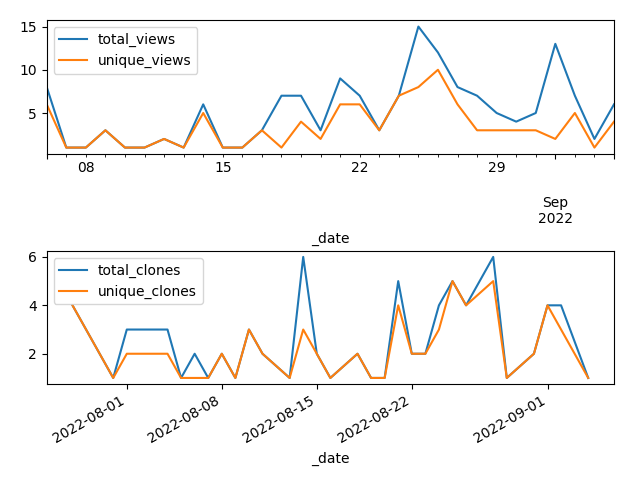 15
10
5
total_views
unique_views
08
15
22
29
Sep
2022
_date
6
4
2
total_clones
unique_clones
2022-08-01
2022-08-08
2022-08-15
2022-08-22
2022-09-01
_date